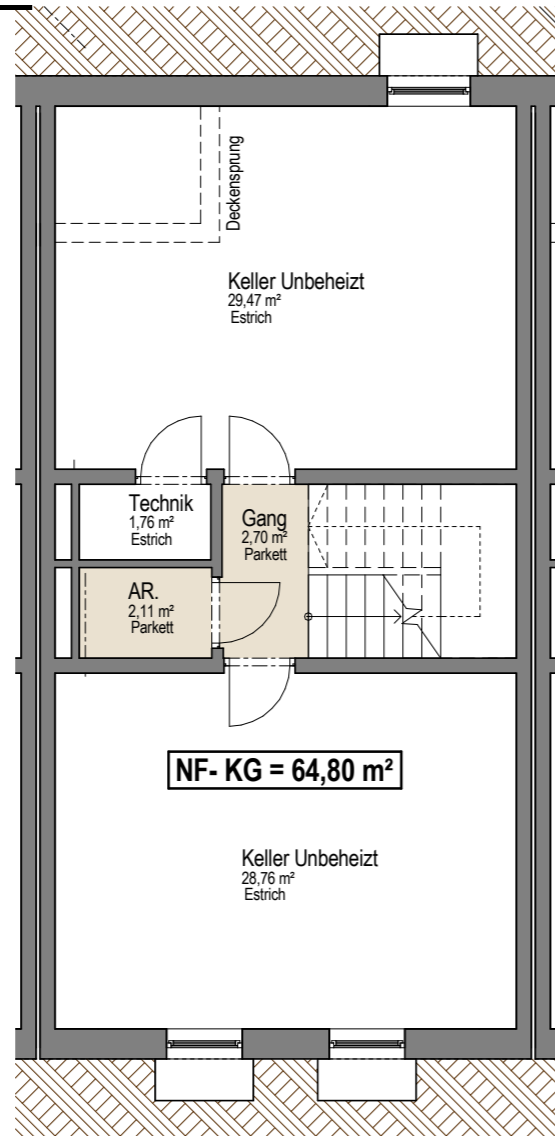 Deckensprung
Keller Unbeheizt
29,47 m²
Estrich
Technik
1,76 m²
Estrich
Gang
2,70 m²
Parkett
AR.
2,11 m²
Parkett
NF- KG = 64,80 m²
Keller Unbeheizt
28,76 m²
Estrich